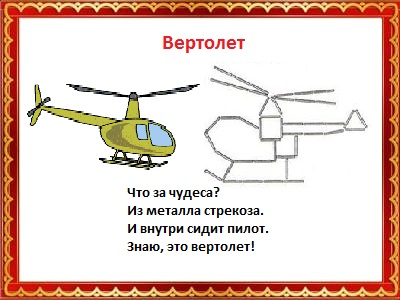 Вертолет
Что за чудеса?
Из металла стрекоза.
И внутри сидит пилот.
Знаю, это вертолет!